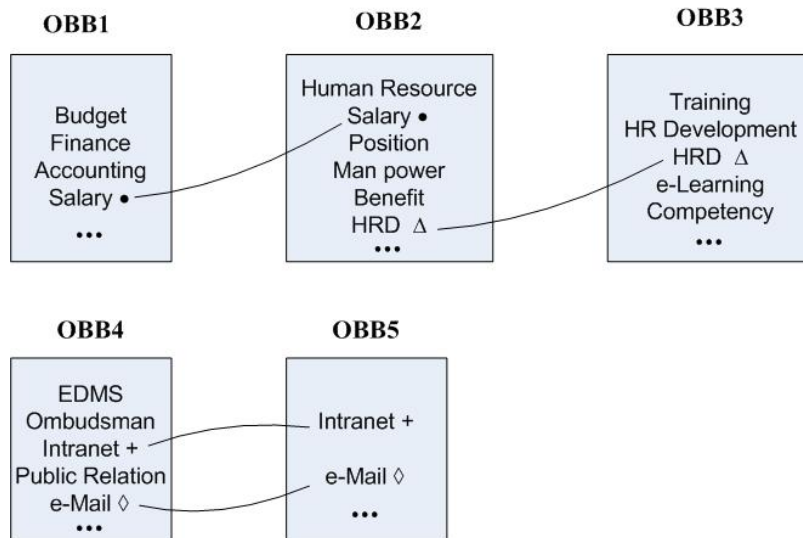 OBB1
Budget
Finance
Accounting
Salary •
•••
OBB2
Human Resource
Salary •
Position
Man power
Benefit
HRD Δ
•••
OBB3
Training
HR Development
HRD Δ
e-Learning
Competency
•••
OBB4
EDMS
Ombudsman
Intranet +
Public Relation
e-Mail ◊
•••
OBB5
Intranet +
e-Mail ◊
•••